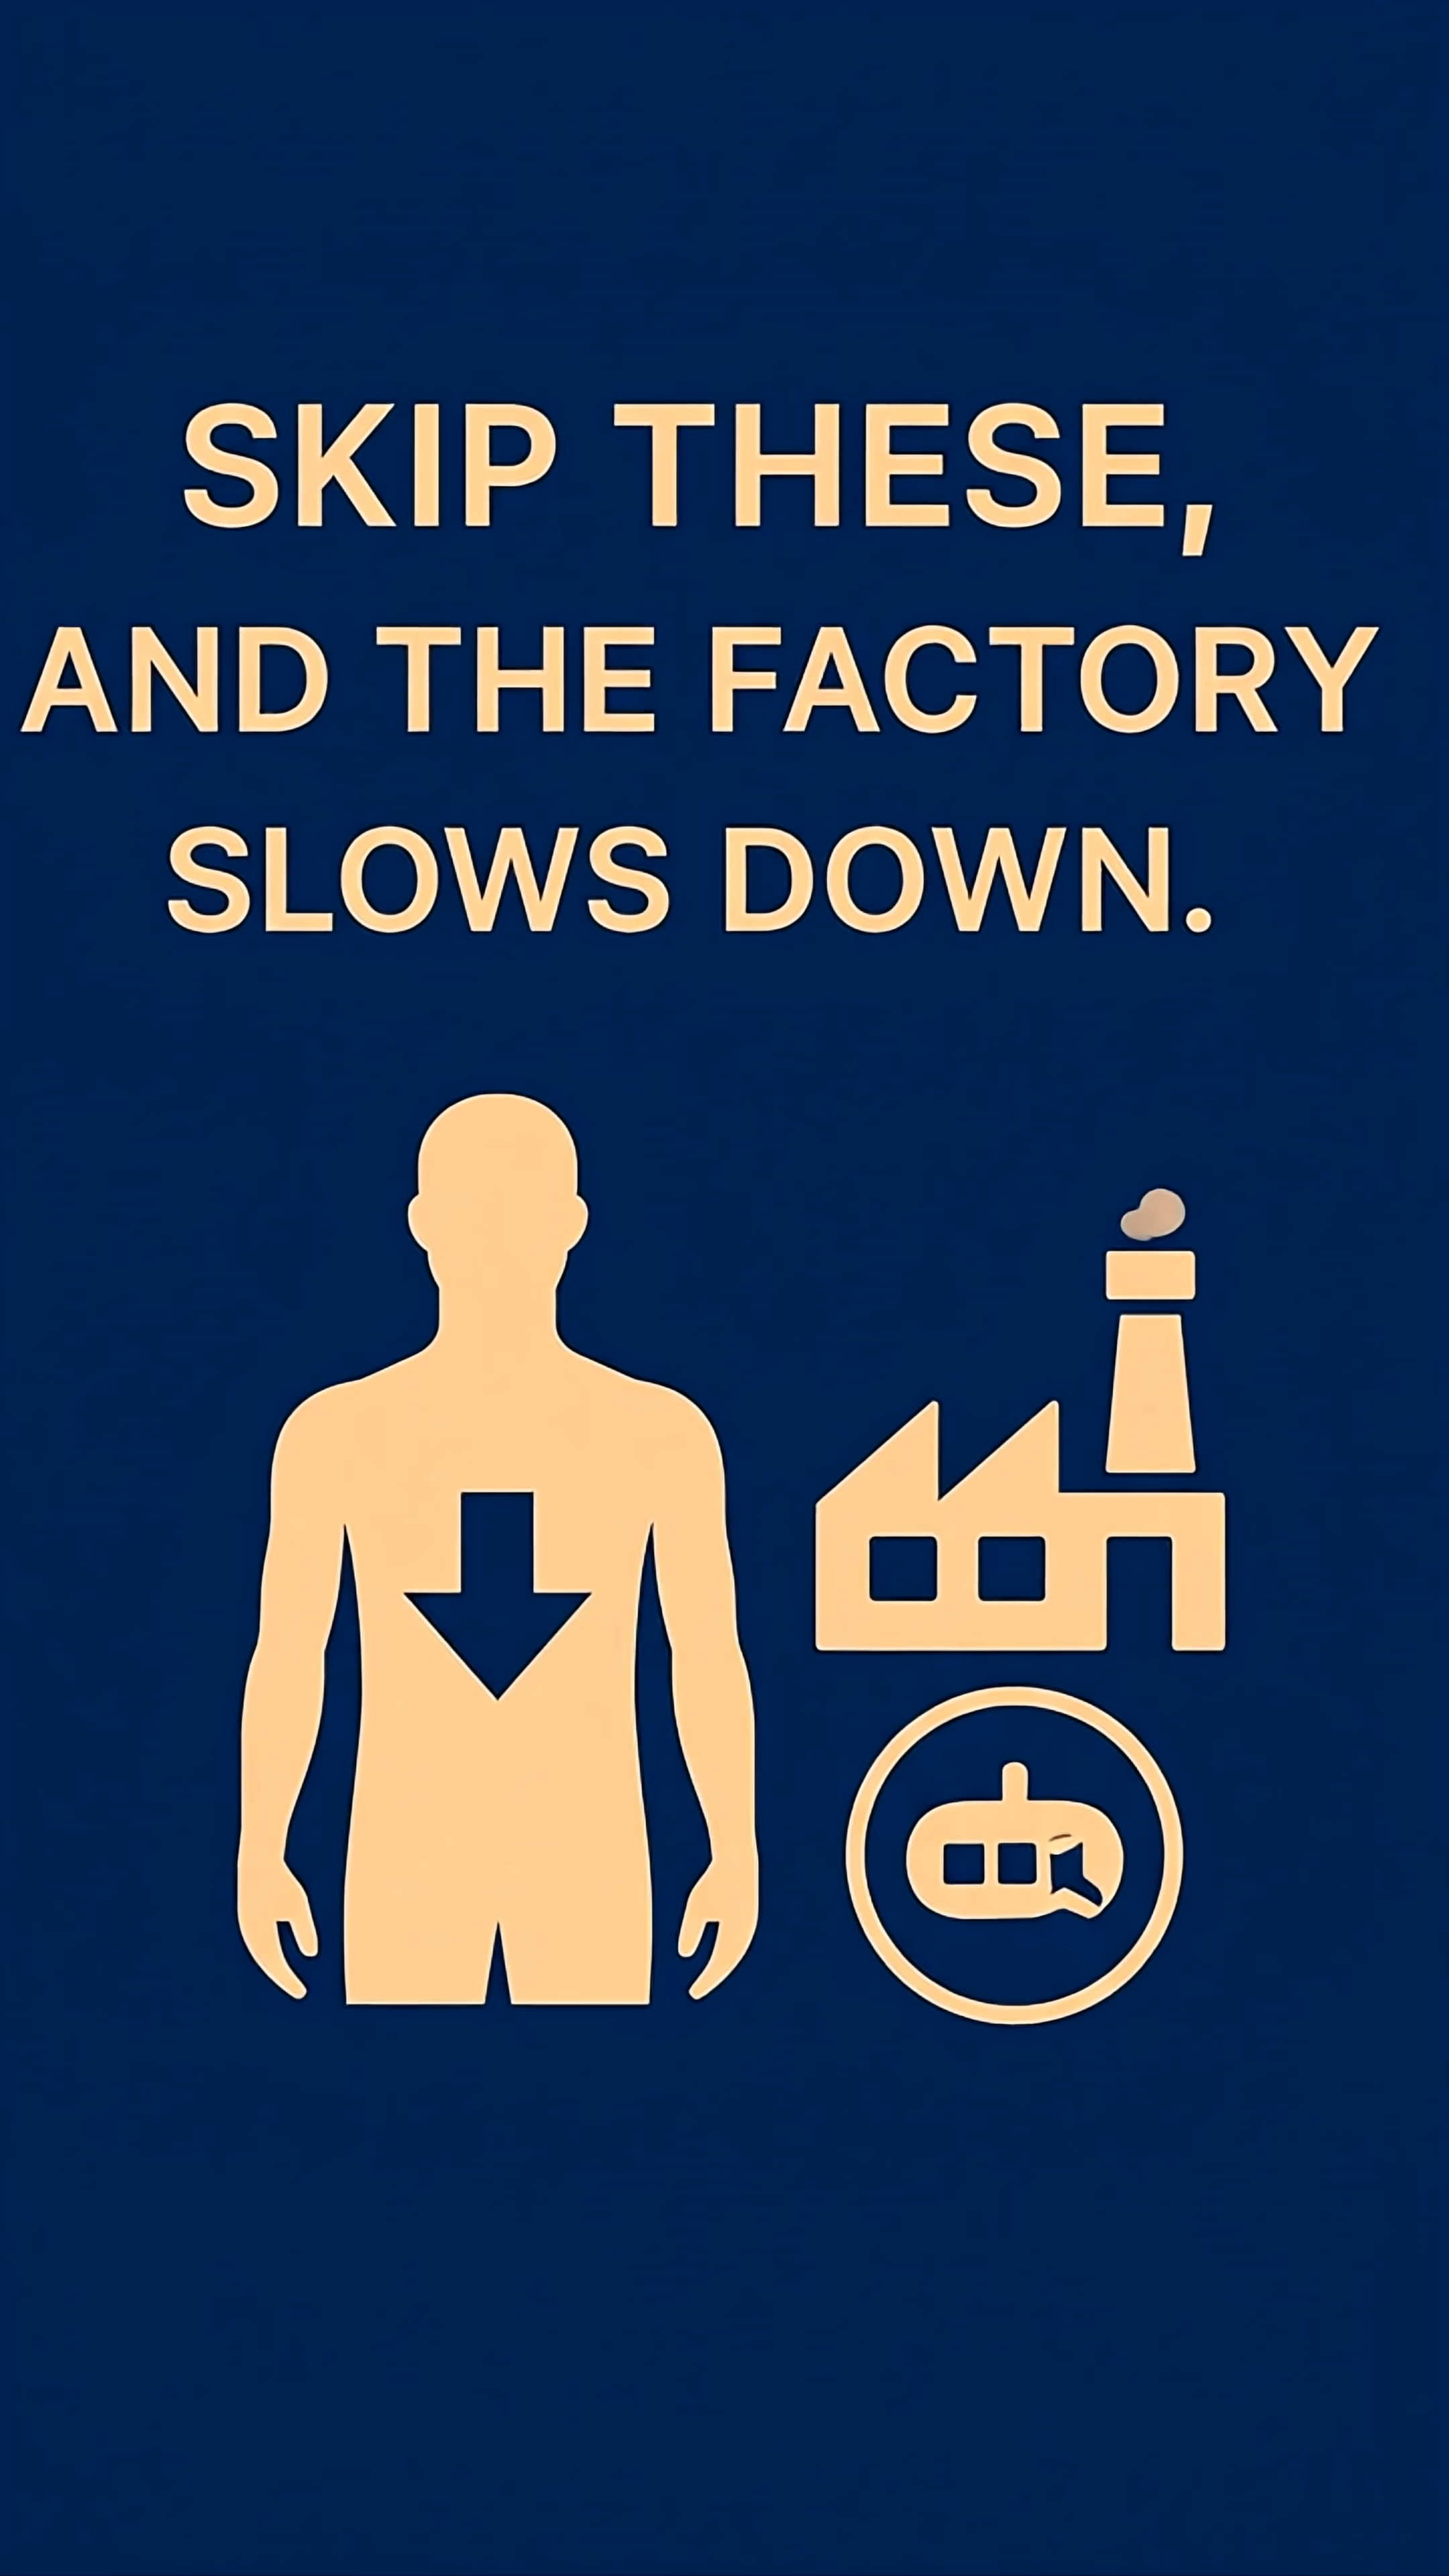 SKIP THESE,
AND THE FACTORY
SLOWS DOWN.